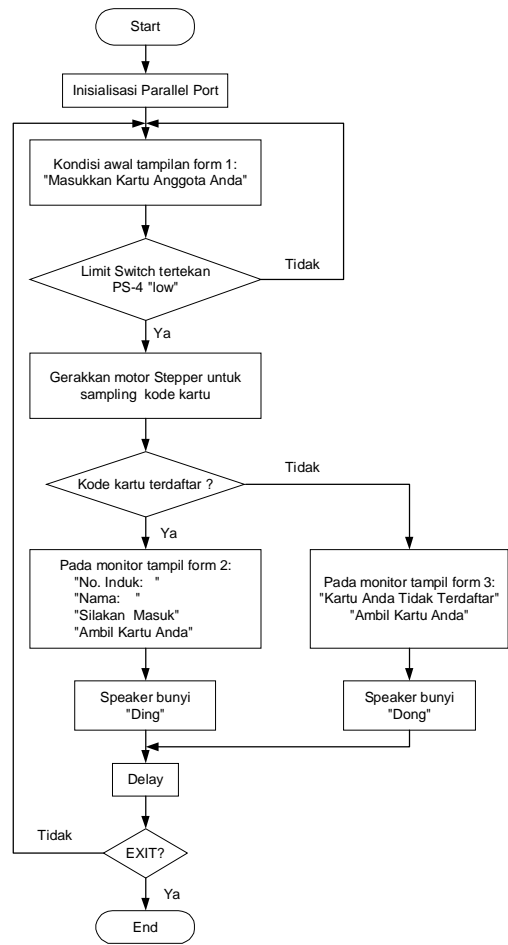 Start
Inisialisasi Parallel Port
Kondisi awal tampilan form 1:
"Masukkan Kartu Anggota Anda"
Limit Switch tertekan
PS-4 "low"
Tidak
Ya
Gerakkan motor Stepper untuk
sampling kode kartu
Kode kartu terdaftar ?
Tidak
Ya
Pada monitor tampil form 2:
"No. Induk: "
"Nama: "
"Silakan Masuk"
"Ambil Kartu Anda"
Pada monitor tampil form 3:
"Kartu Anda Tidak Terdaftar"
"Ambil Kartu Anda"
Speaker bunyi
"Ding"
Speaker bunyi
"Dong"
Delay
Tidak
EXIT?
Ya
End